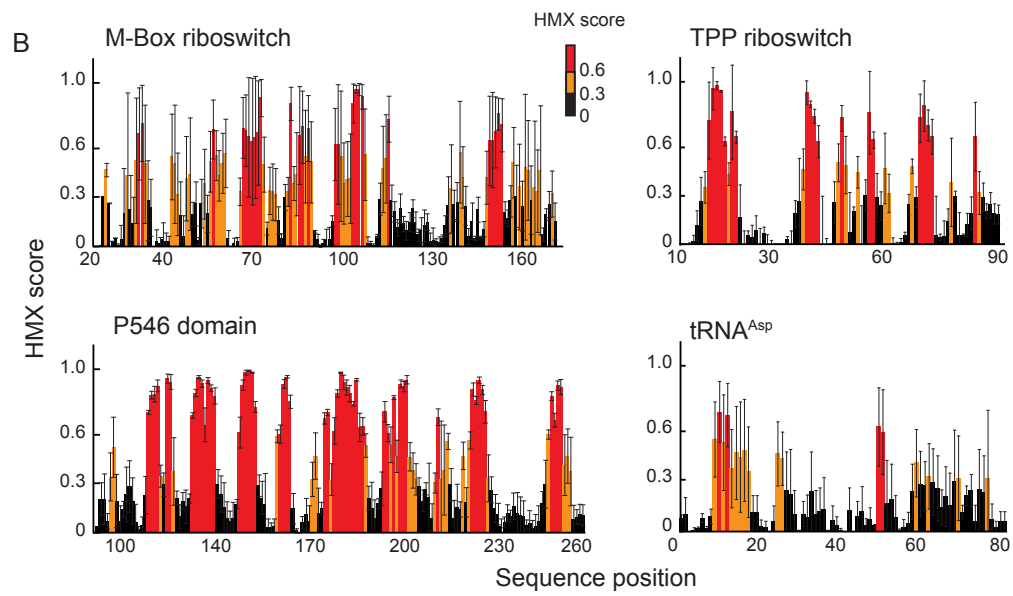 B
M-Box riboswitch
HMX score
0.6
0.3
0
TPP riboswitch
1.0
0.6
0.3
0
20 50 70 100 130 160
1.0
0.6
0.3
0
10 30 60 90
HMX score
P546 domain
1.0
0.6
0.3
0
100 140 170 200 230 260
tRNAAsp
1.0
0.6
0.3
0
0 20 40 60 80
Sequence position